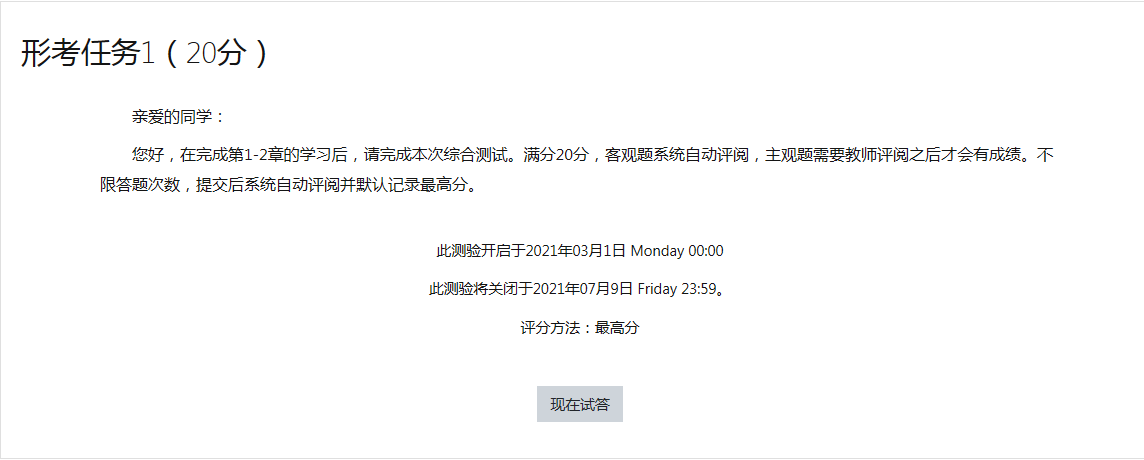 形考任务1（20分）
亲爱的同学：
您好，在完成第1-2章的学习后，请完成本次综合测试。满分20分，客观题系统自动评阅，主观题需要教师评阅之后才会有成绩。不
限答题次数，提交后系统自动评阅并默认记录最高分。
此测验开启于2021年03月1日 Monday 00:00
此测验将关闭于2021年07月9日 Friday 23:59。
评分方法：最高分
现在试答